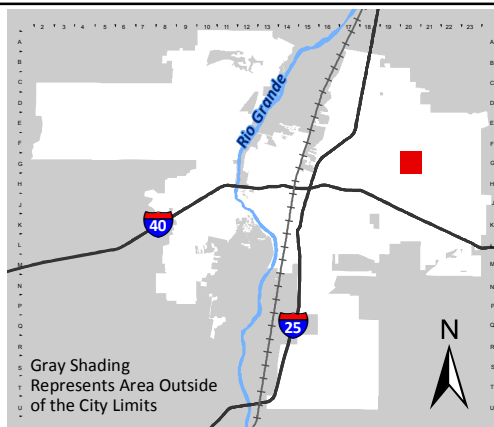 2 3 4 5 6 7 8 9 10 11 12 13 14 15 16 17 18 19 20 21 22 23
A
B
C
D
E
F
G
H
J
K
L
M
N
P
Q
R
S
T
U
Rio Grande
40
25
N
Gray Shading
Represents Area Outside
of the City Limits
A
B
C
D
E
F
G
H
J
K
L
M
N
P
Q
R
S
T
U